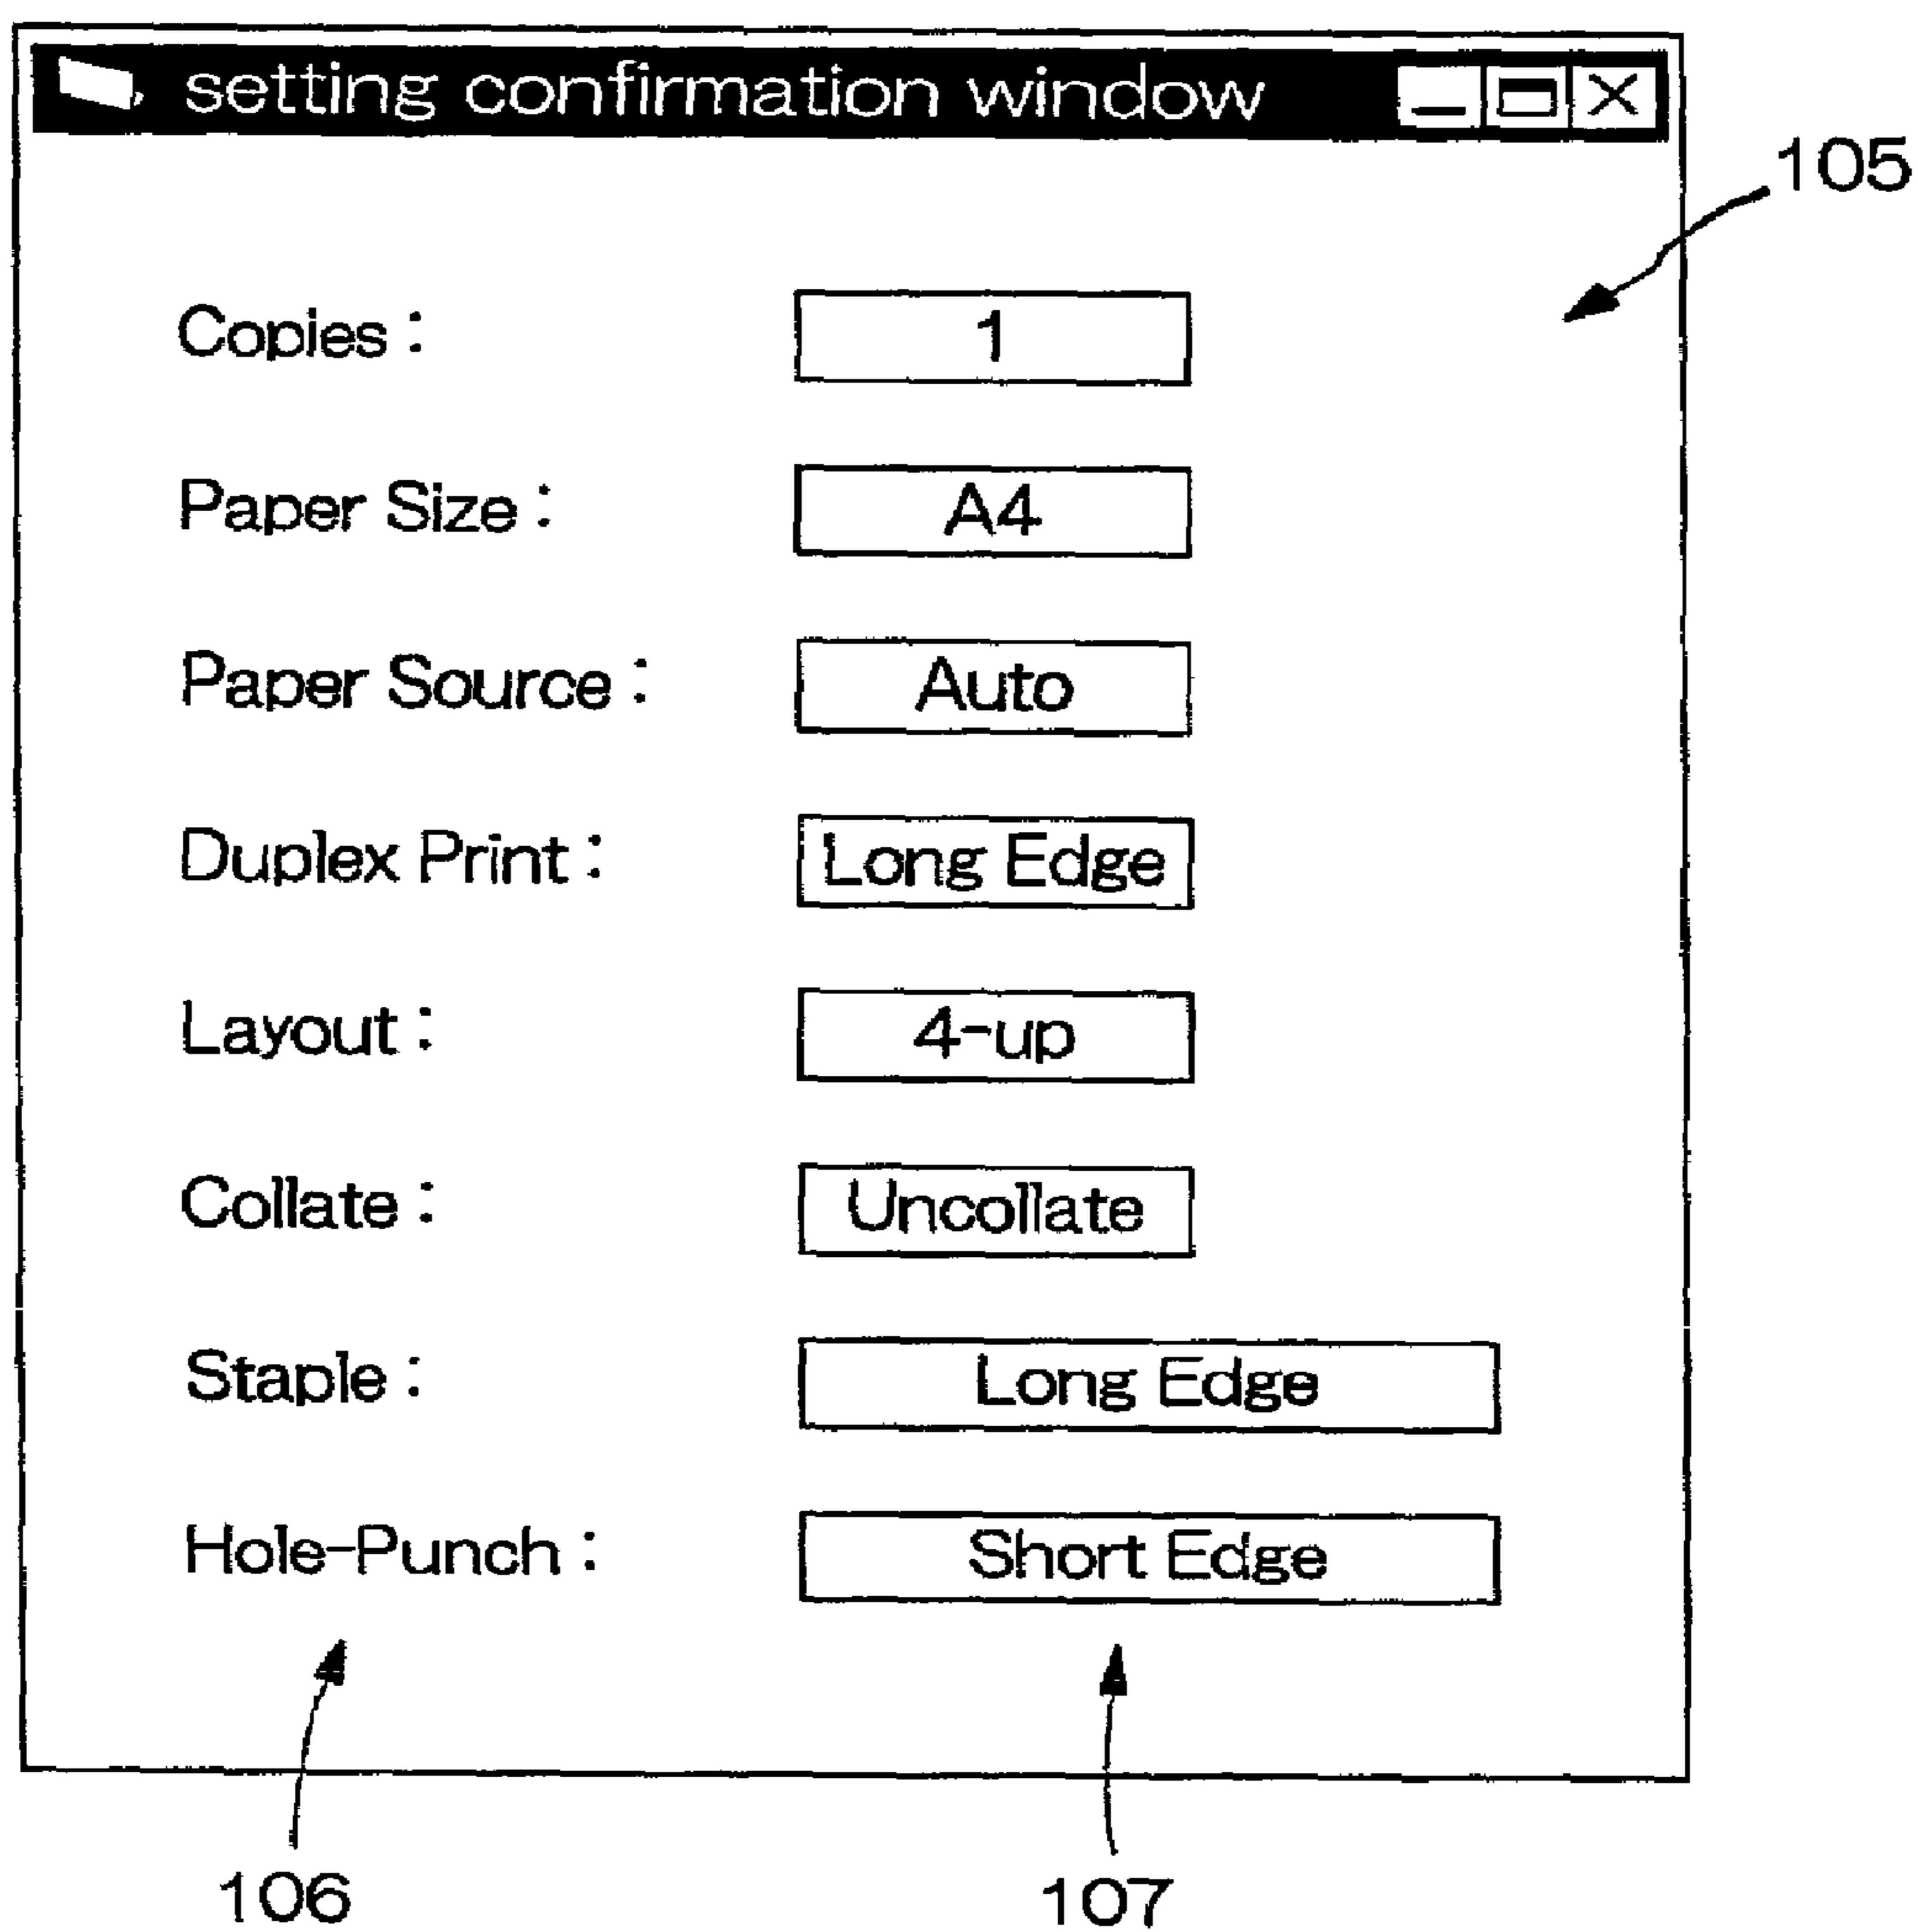 setting confirmation window
105
Copies : 1
Paper Size : A4
Paper Source : Auto
Duplex Print : Long Edge
Layout : 4-up
Collate : Uncollate
Staple : Long Edge
Hole-Punch : Short Edge
106 107